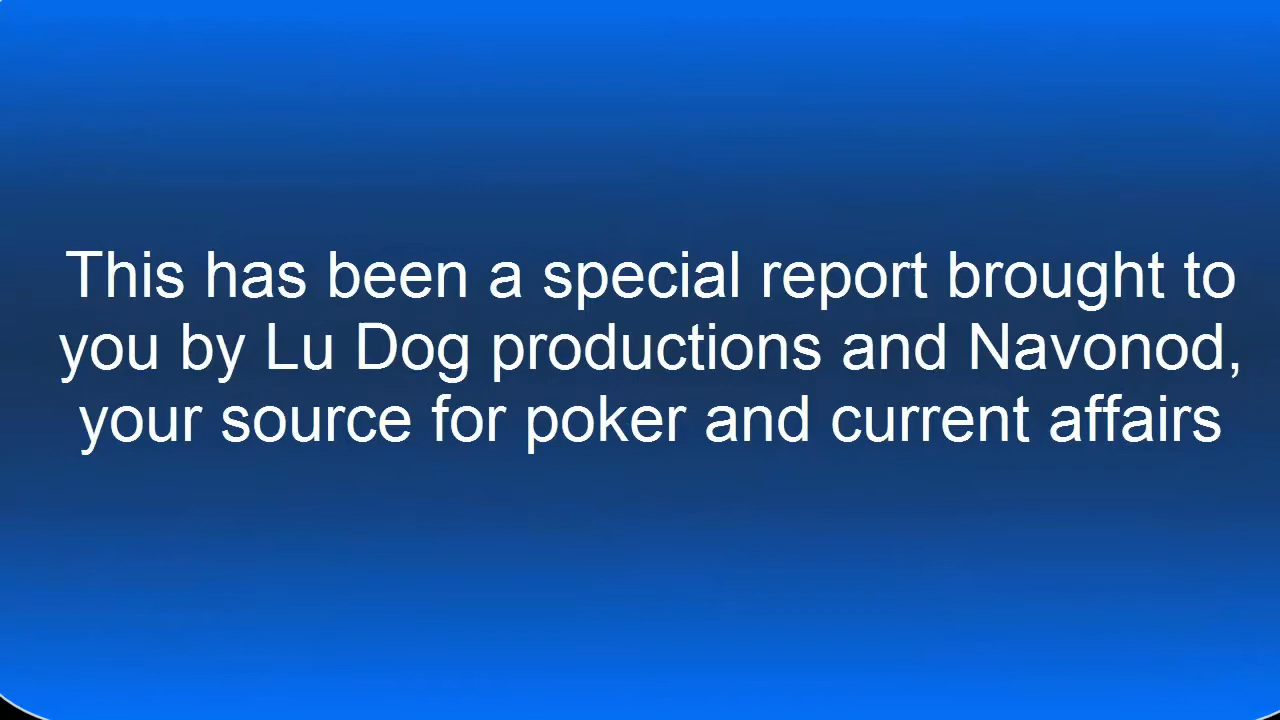 This has been a special report brought to
you by Lu Dog productions and Navonod,
your source for poker and current affairs